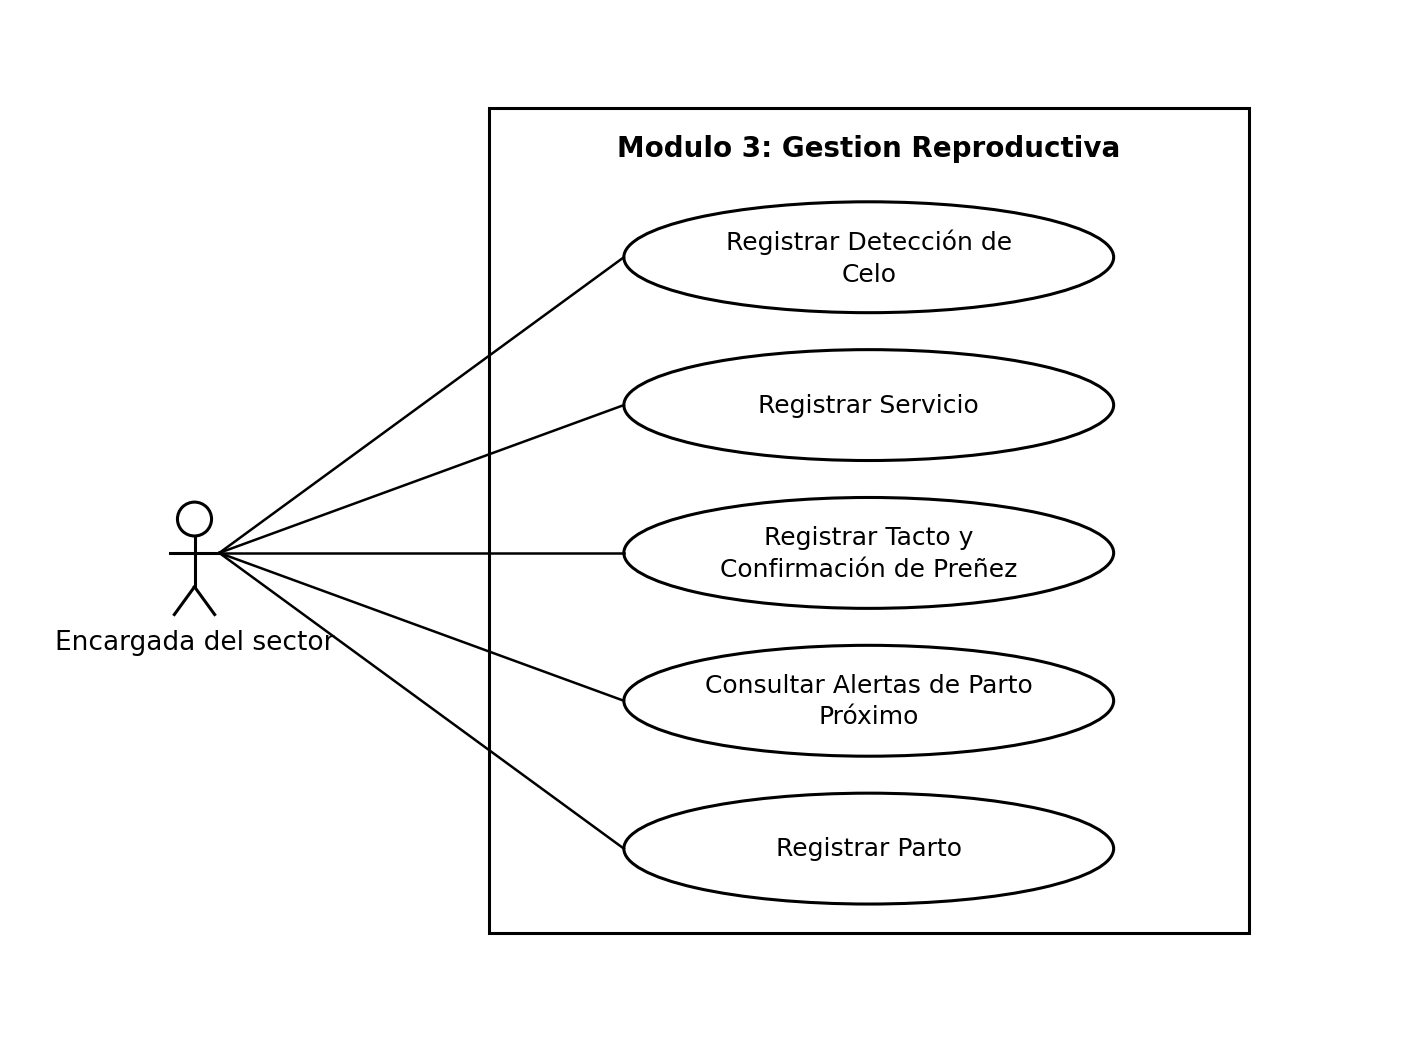 Modulo 3: Gestion Reproductiva
Registrar Detección de
Celo
Registrar Servicio
Registrar Tacto y
Confirmación de Preñez
Encargada del sector
Consultar Alertas de Parto
Próximo
Registrar Parto